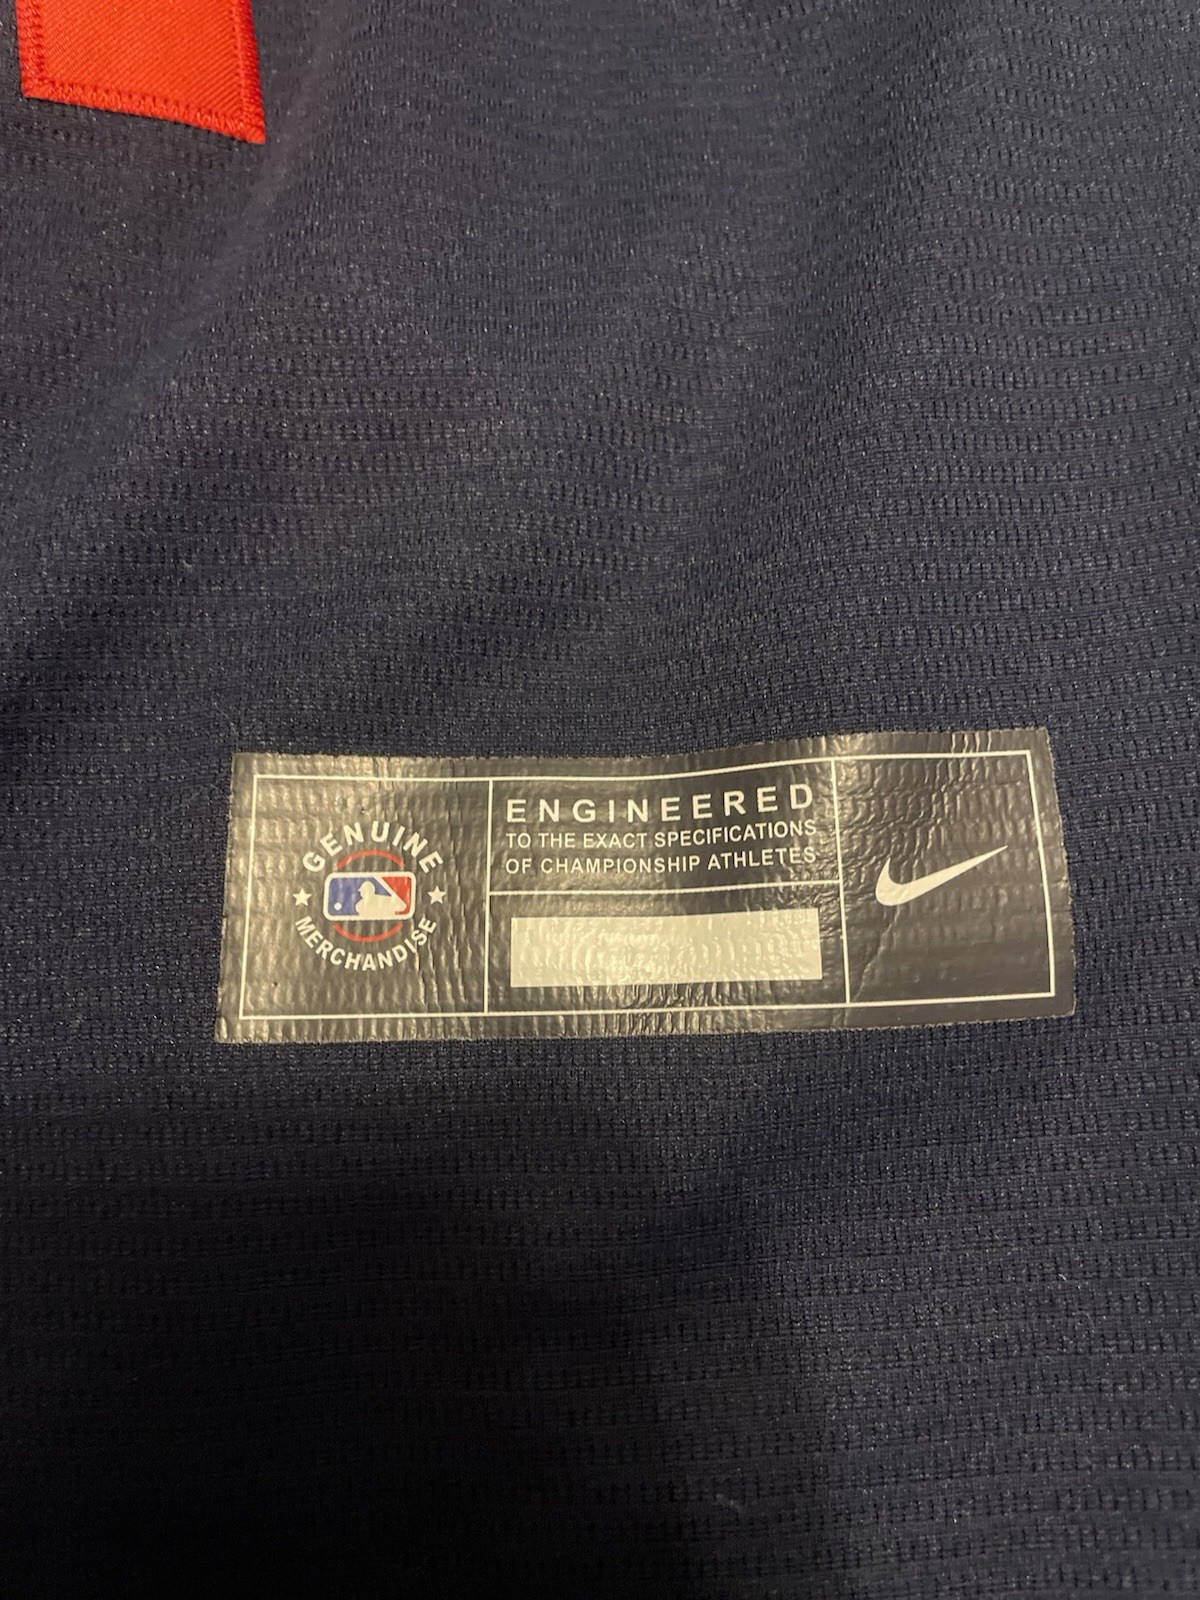 GENUINE
MERCHANDISE
ENGINEERED
TO THE EXACT SPECIFICATIONS
OF CHAMPIONSHIP ATHLETES